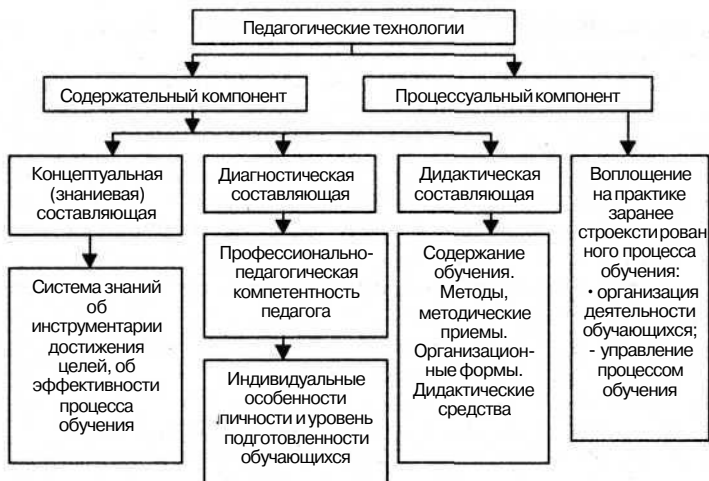 Педагогические технологии
Содержательный компонент
Процессуальный компонент
Концептуальная
(знаниевая)
составляющая
Диагностическая
составляющая
Дидактическая
составляющая
Воплощение
на практике
заранее
строексти рован
ного процесса
обучения:
• организация
деятельности
обучающихся;
- управление
процессом
обучения
Система знаний
об
инструментарии
достижения
целей, об
эффективности
процесса
обучения
Профессионально-
педагогическая
компетентность
педагога
Содержание
обучения.
Методы,
методические
приемы.
Организацион-
ные формы.
Дидактические
средства
Индивидуальные
особенности
пичности и уровень
подготовленности
обучающихся